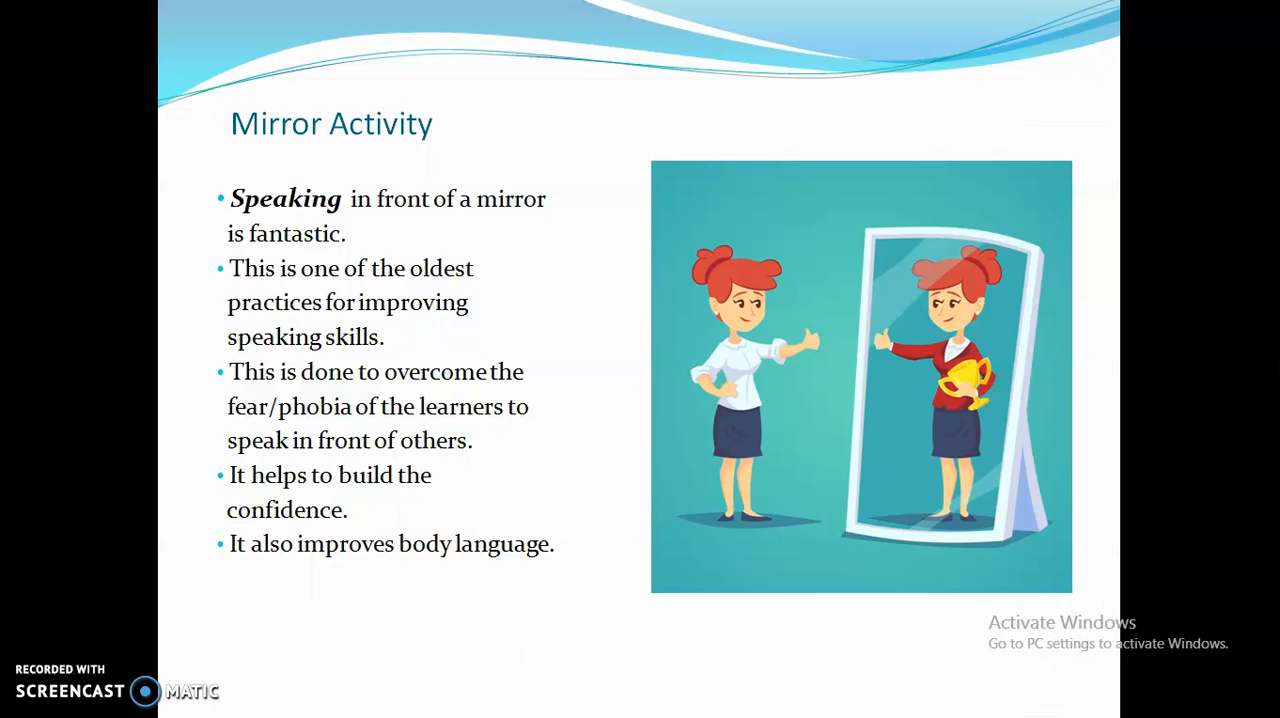 Mirror Activity
• Speaking in front of a mirror
is fantastic.
• This is one of the oldest
practices for improving
speaking skills.
• This is done to overcome the
fear/phobia of the learners to
speak in front of others.
• It helps to build the
confidence.
• It also improves body language.
Activate Windows
Go to PC settings to activate Windows.
RECORDED WITH
SCREENCAST MATIC